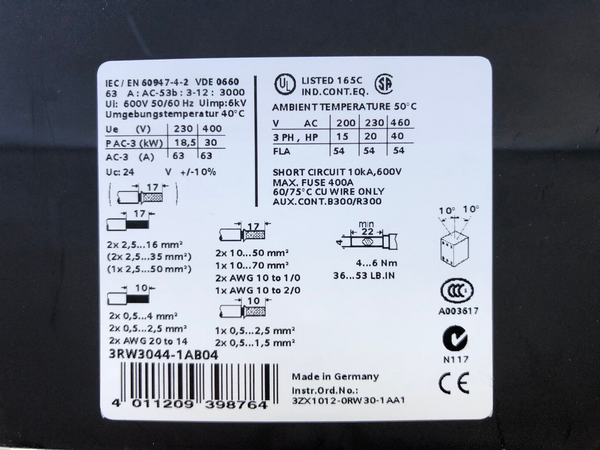 IEC/ EN 60947-4-2 VDE 0660
63 A: AC-53b: 3-12: 3000
Ui: 600V 50/60 Hz Uimp:6kV
Umgebungstemperatur 40°C
Ue (V) 230 400
P AC-3 (kW) 18,5 30
AC-3 (A) 63 63
Uc: 24 V +/-10%
UL LISTED 165C
IND.CONT.EQ.
SA
AMBIENT TEMPERATURE 50°C
V AC 200 230 460
3 PH, HP 15 20 40
FLA 54 54 54
SHORT CIRCUIT 10kA,600V
MAX. FUSE 400A
60/75°C CU WIRE ONLY
AUX.CONT.B300/R300
17
17
2x 2,5...16 mm²
(2x 2,5...35 mm²)
(1x 2,5...50 mm²)
10
2x 0,5...4 mm²
2x 0,5...2,5 mm²
2x AWG 20 to 14
17
2x 10...50 mm²
1x 10...70 mm²
2x AWG 10 to 1/0
1x AWG 10 to 2/0
10
1x 0,5...2,5 mm²
2x 0,5...1,5 mm²
min
22
4...6 Nm
36...53 LB.IN
10° 10°
CCC
A003617
N117
CE
3RW3044-1AB04
4 011209 398764
Made in Germany
Instr.Ord.No.:
3ZX1012-0RW30-1AA1